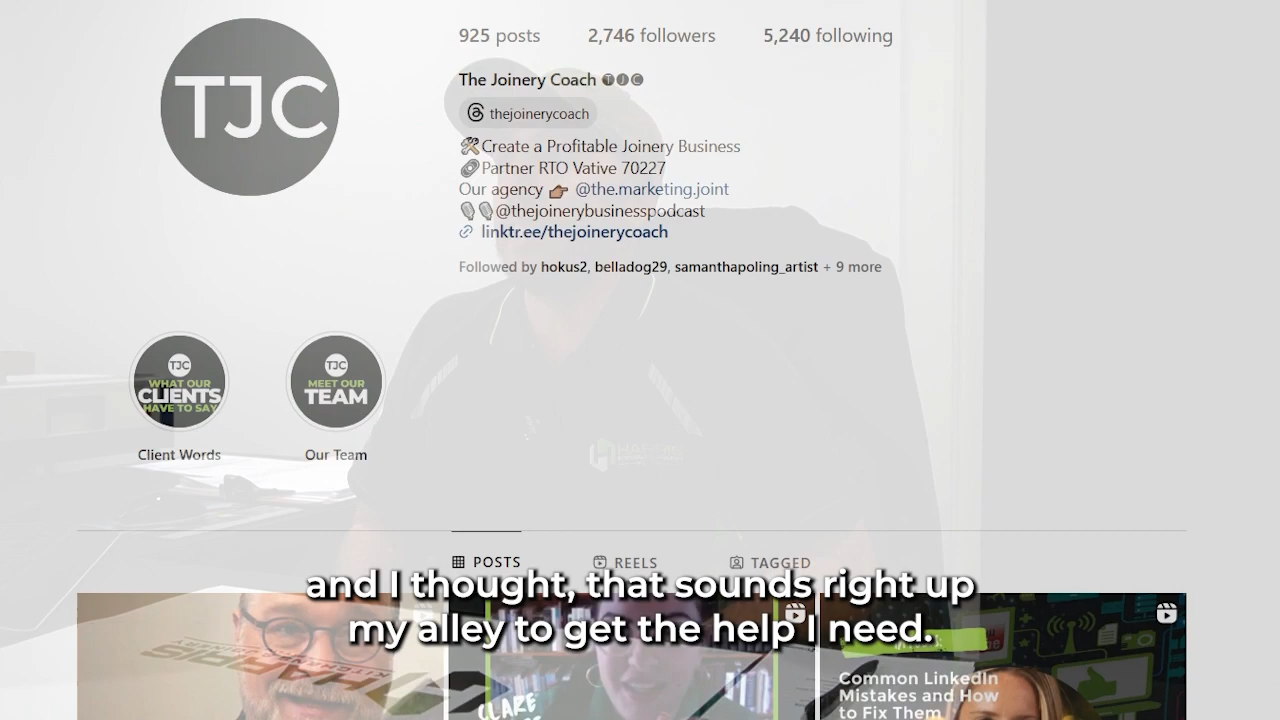 925 posts 2,746 followers 5,240 following
TJC
The Joinery Coach 🅣🅙🅒
thejoinerycoach
🛠️Create a Profitable Joinery Business
🔗Partner RTO Vative 70227
Our agency 👉🏽 @the.marketing.joint
🎙️🎙️@thejoinerybusinesspodcast
linktr.ee/thejoinerycoach
Followed by hokus2, belladog29, samanthapoling_artist + 9 more
TJC
WHAT OUR
CLIENTS
HAVE TO SAY
TJC
MEET OUR
TEAM
Client Words Our Team
POSTS REELS TAGGED
and I thought, that sounds right up
my alley to get the help I need.
Common LinkedIn
Mistakes and How
to Fix Them
CLARE